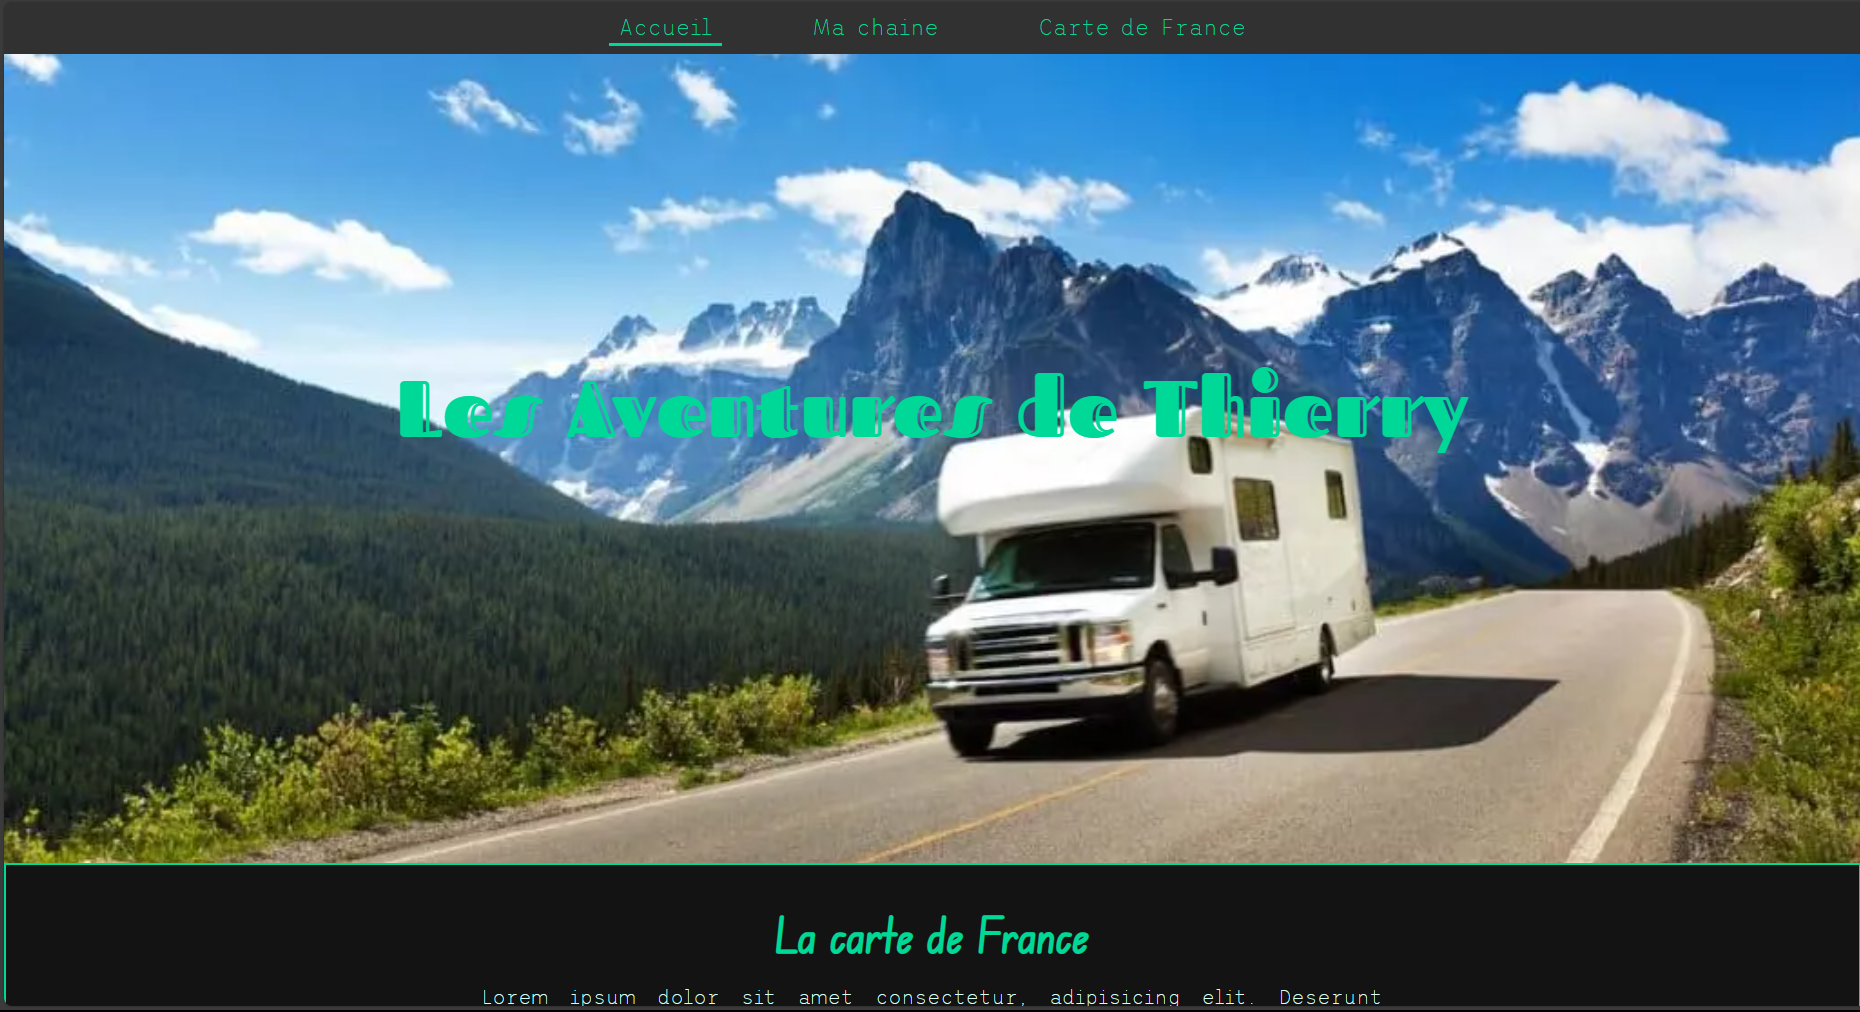 Accueil Ma chaine Carte de France
Les Aventures de Thierry
La carte de France
Lorem ipsum dolor sit amet consectetur, adipisicing elit. Deserunt